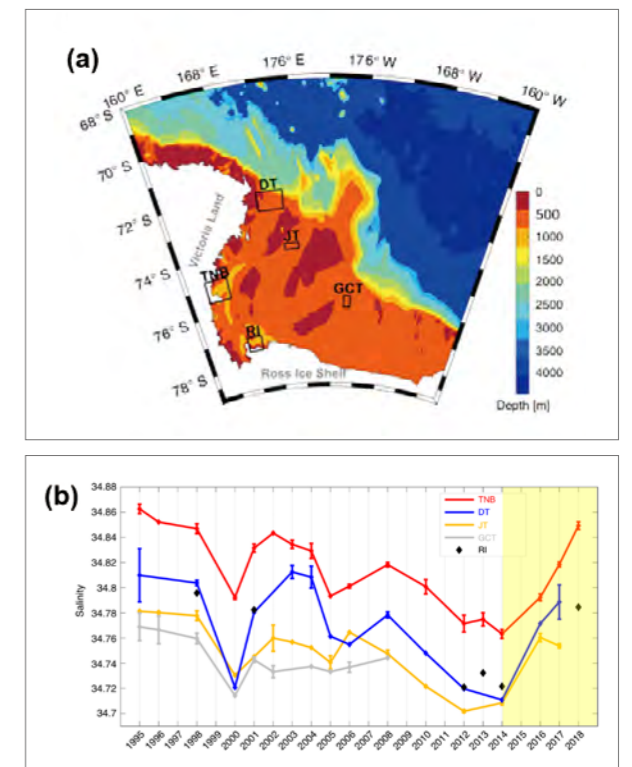 (a)
160° E
168° E
176° E
176° W
168° W
160° W
68° S
70° S
72° S
74° S
76° S
78° S
Victoria Land
DT
JT
TNB
GCT
RI
Ross Ice Shelf
0
500
1000
1500
2000
2500
3000
3500
4000
Depth [m]
(b)
Salinity
34.88
34.86
34.84
34.82
34.8
34.78
34.76
34.74
34.72
34.7
TNB
DT
JT
GCT
RI
1995 1996 1997 1998 1999 2000 2001 2002 2003 2004 2005 2006 2007 2008 2009 2010 2011 2012 2013 2014 2015 2016 2017 2018